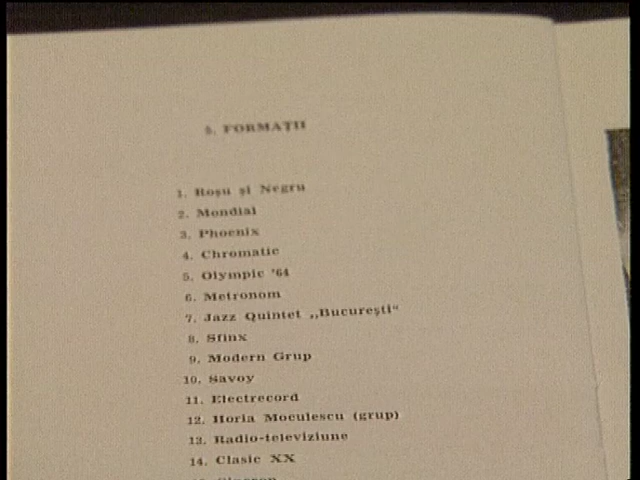 5. FORMAȚII
1. Roșu și Negru
2. Mondial
3. Phoenix
4. Chromatic
5. Olympic '64
6. Metronom
7. Jazz Quintet „București“
8. Sfinx
9. Modern Grup
10. Savoy
11. Electrecord
12. Horia Moculescu (grup)
13. Radio-televiziune
14. Clasic XX